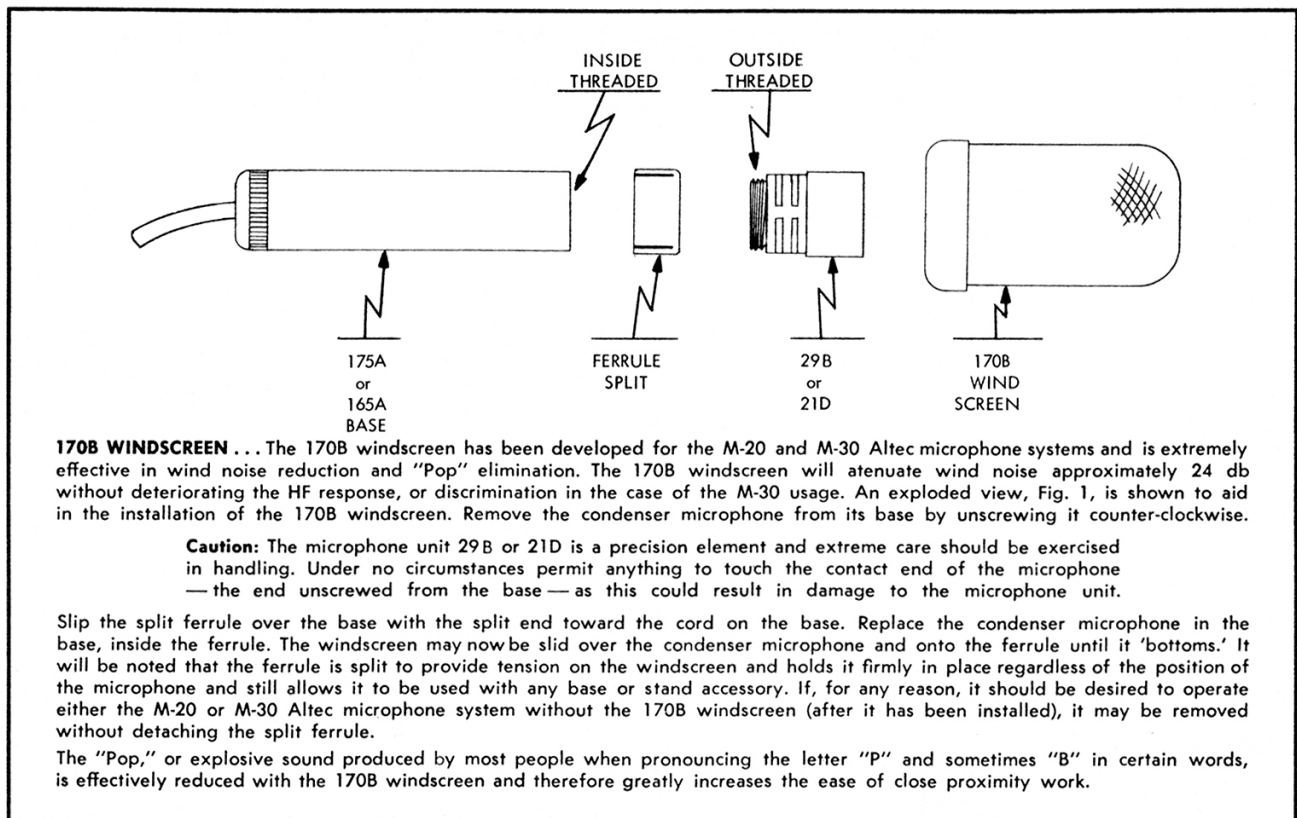 INSIDE
THREADED
OUTSIDE
THREADED
175A
or
165A
BASE
FERRULE
SPLIT
29B
or
21D
170B
WIND
SCREEN
170B WINDSCREEN . . . The 170B windscreen has been developed for the M-20 and M-30 Altec microphone systems and is extremely
effective in wind noise reduction and "Pop" elimination. The 170B windscreen will atenuate wind noise approximately 24 db
without deteriorating the HF response, or discrimination in the case of the M-30 usage. An exploded view, Fig. 1, is shown to aid
in the installation of the 170B windscreen. Remove the condenser microphone from its base by unscrewing it counter-clockwise.
Caution: The microphone unit 29B or 21D is a precision element and extreme care should be exercised
in handling. Under no circumstances permit anything to touch the contact end of the microphone
— the end unscrewed from the base — as this could result in damage to the microphone unit.
Slip the split ferrule over the base with the split end toward the cord on the base. Replace the condenser microphone in the
base, inside the ferrule. The windscreen may now be slid over the condenser microphone and onto the ferrule until it 'bottoms.' It
will be noted that the ferrule is split to provide tension on the windscreen and holds it firmly in place regardless of the position of
the microphone and still allows it to be used with any base or stand accessory. If, for any reason, it should be desired to operate
either the M-20 or M-30 Altec microphone system without the 170B windscreen (after it has been installed), it may be removed
without detaching the split ferrule.
The "Pop," or explosive sound produced by most people when pronouncing the letter "P" and sometimes "B" in certain words,
is effectively reduced with the 170B windscreen and therefore greatly increases the ease of close proximity work.